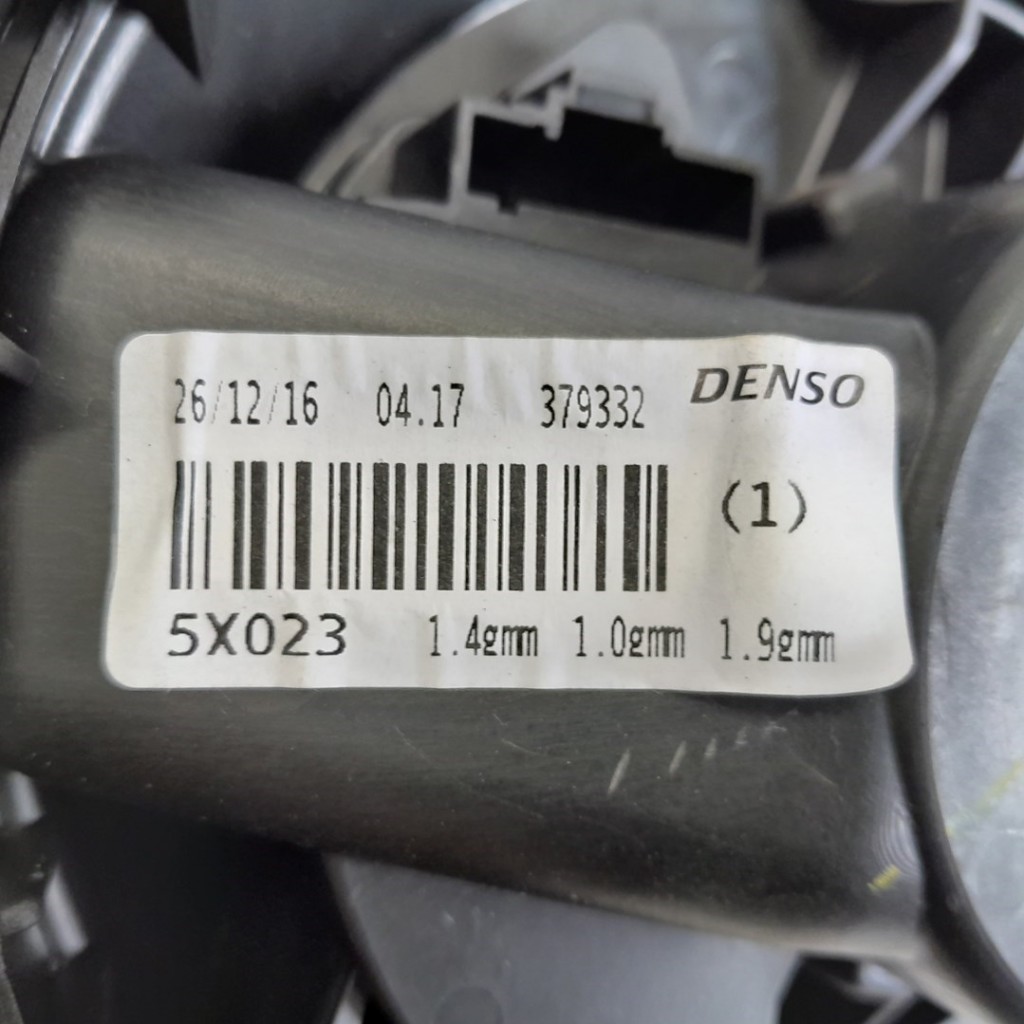 26/12/16 04.17 379332 DENSO
(1)
5X023 1.4gmm 1.0gmm 1.9gmm